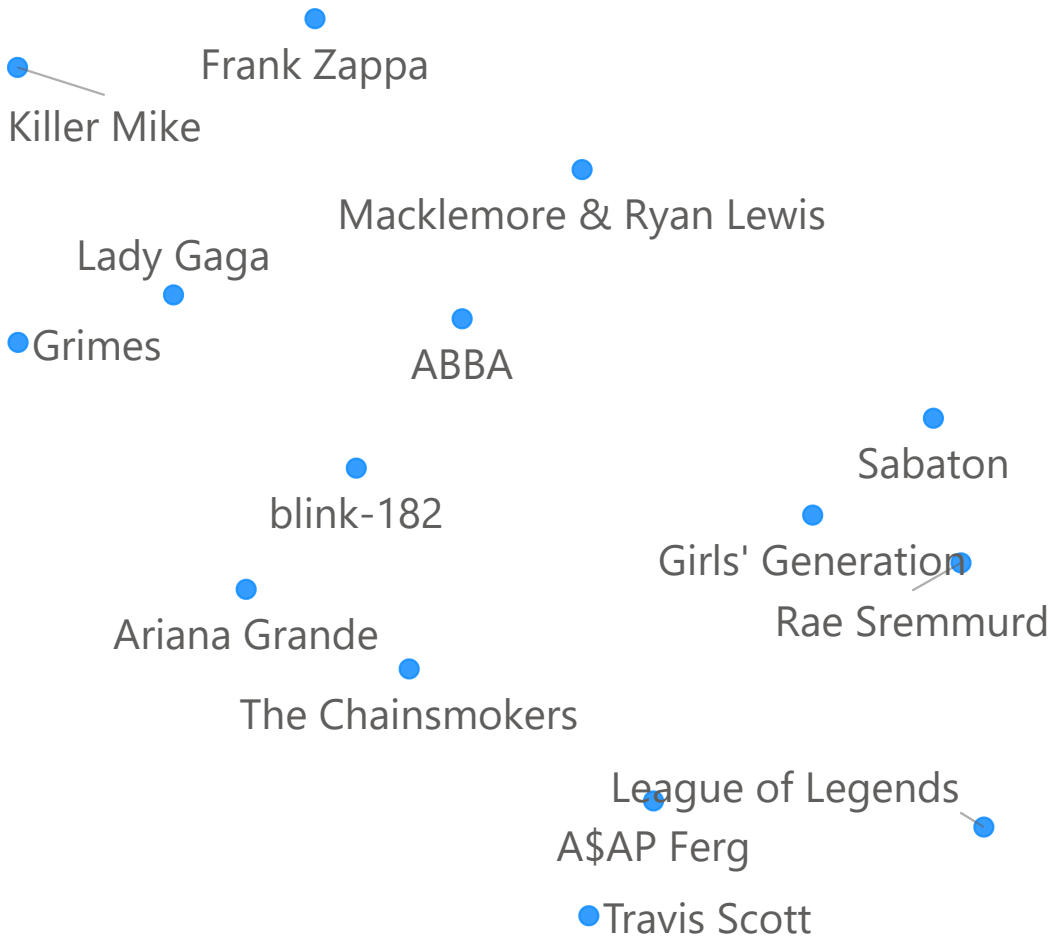 Frank Zappa
Killer Mike
Macklemore & Ryan Lewis
Lady Gaga
Grimes
ABBA
Sabaton
blink-182
Girls' Generation
Rae Sremmurd
Ariana Grande
The Chainsmokers
League of Legends
A$AP Ferg
Travis Scott